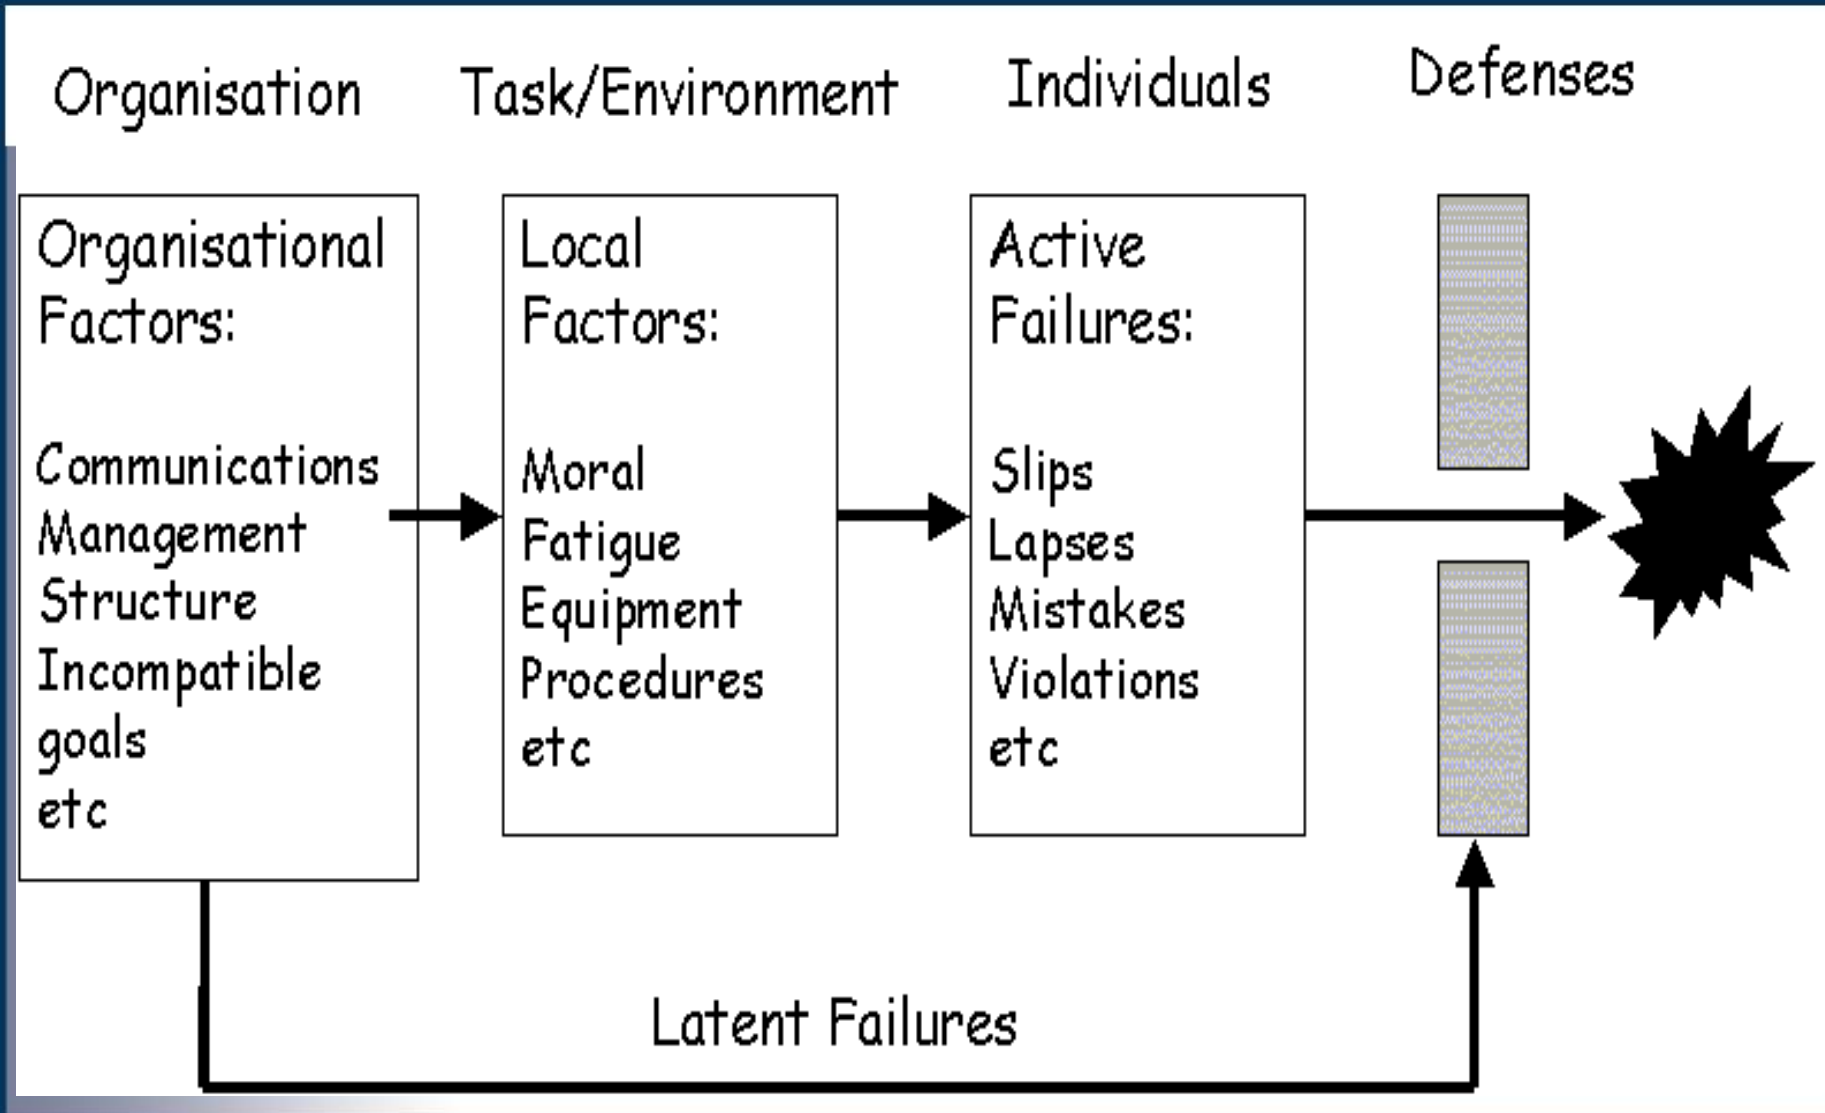 Organisation
Task/Environment
Individuals
Defenses
Organisational
Factors:
Communications
Management
Structure
Incompatible
goals
etc
Local
Factors:
Moral
Fatigue
Equipment
Procedures
etc
Active
Failures:
Slips
Lapses
Mistakes
Violations
etc
Latent Failures